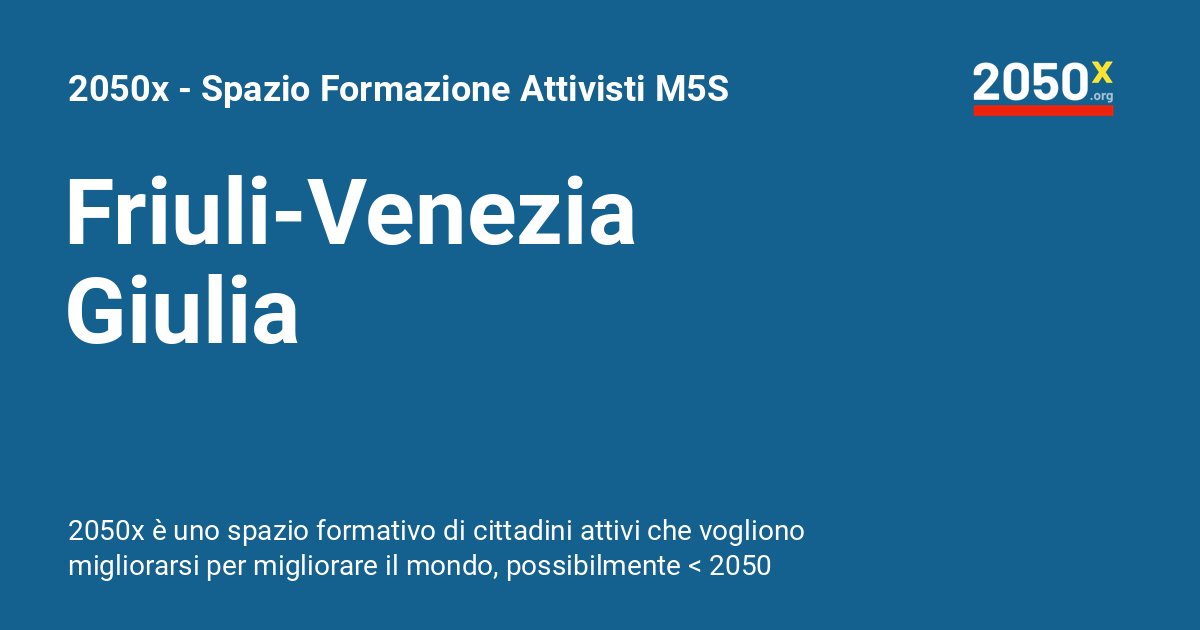 2050x - Spazio Formazione Attivisti M5S
2050x
.org
Friuli-Venezia
Giulia
2050x è uno spazio formativo di cittadini attivi che vogliono
migliorarsi per migliorare il mondo, possibilmente < 2050